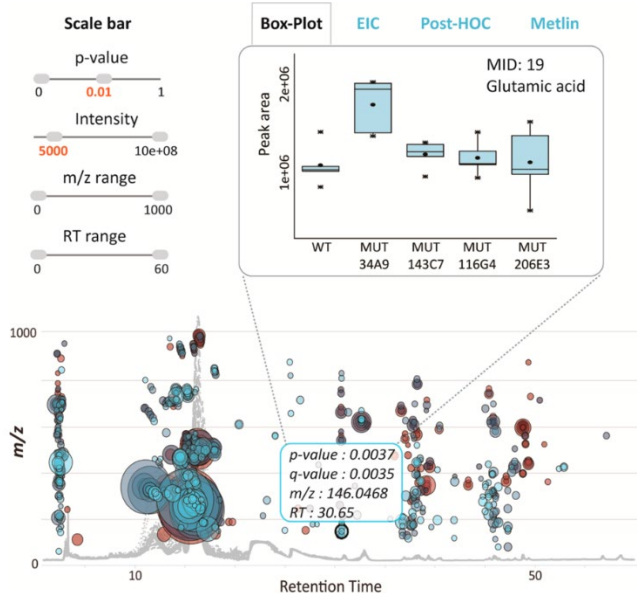 Scale bar
p-value
0 0.01 1
Intensity
5000 10e+08
m/z range
0 1000
RT range
0 60
Box-Plot EIC Post-HOC Metlin
MID: 19
Glutamic acid
Peak area
2e+06
1e+06
WT MUT MUT MUT MUT
34A9 143C7 116G4 206E3
1000
m/z
0
p-value : 0.0037
q-value : 0.0035
m/z : 146.0468
RT : 30.65
10 50
Retention Time